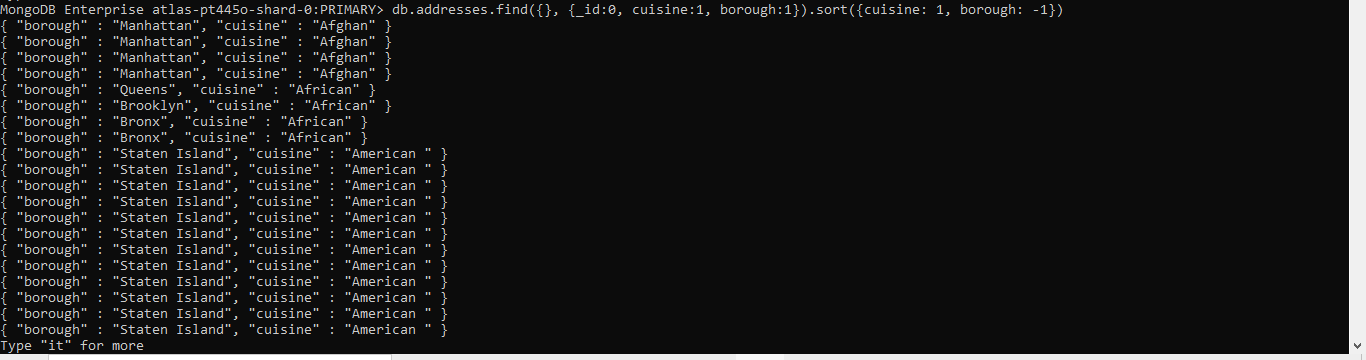 MongoDB Enterprise atlas-pt445o-shard-0:PRIMARY> db.addresses.find({}, {_id:0, cuisine:1, borough:1}).sort({cuisine: 1, borough: -1})
{ "borough" : "Manhattan", "cuisine" : "Afghan" }
{ "borough" : "Manhattan", "cuisine" : "Afghan" }
{ "borough" : "Manhattan", "cuisine" : "Afghan" }
{ "borough" : "Manhattan", "cuisine" : "Afghan" }
{ "borough" : "Queens", "cuisine" : "African" }
{ "borough" : "Brooklyn", "cuisine" : "African" }
{ "borough" : "Bronx", "cuisine" : "African" }
{ "borough" : "Bronx", "cuisine" : "African" }
{ "borough" : "Staten Island", "cuisine" : "American " }
{ "borough" : "Staten Island", "cuisine" : "American " }
{ "borough" : "Staten Island", "cuisine" : "American " }
{ "borough" : "Staten Island", "cuisine" : "American " }
{ "borough" : "Staten Island", "cuisine" : "American " }
{ "borough" : "Staten Island", "cuisine" : "American " }
{ "borough" : "Staten Island", "cuisine" : "American " }
{ "borough" : "Staten Island", "cuisine" : "American " }
{ "borough" : "Staten Island", "cuisine" : "American " }
{ "borough" : "Staten Island", "cuisine" : "American " }
{ "borough" : "Staten Island", "cuisine" : "American " }
{ "borough" : "Staten Island", "cuisine" : "American " }
Type "it" for more